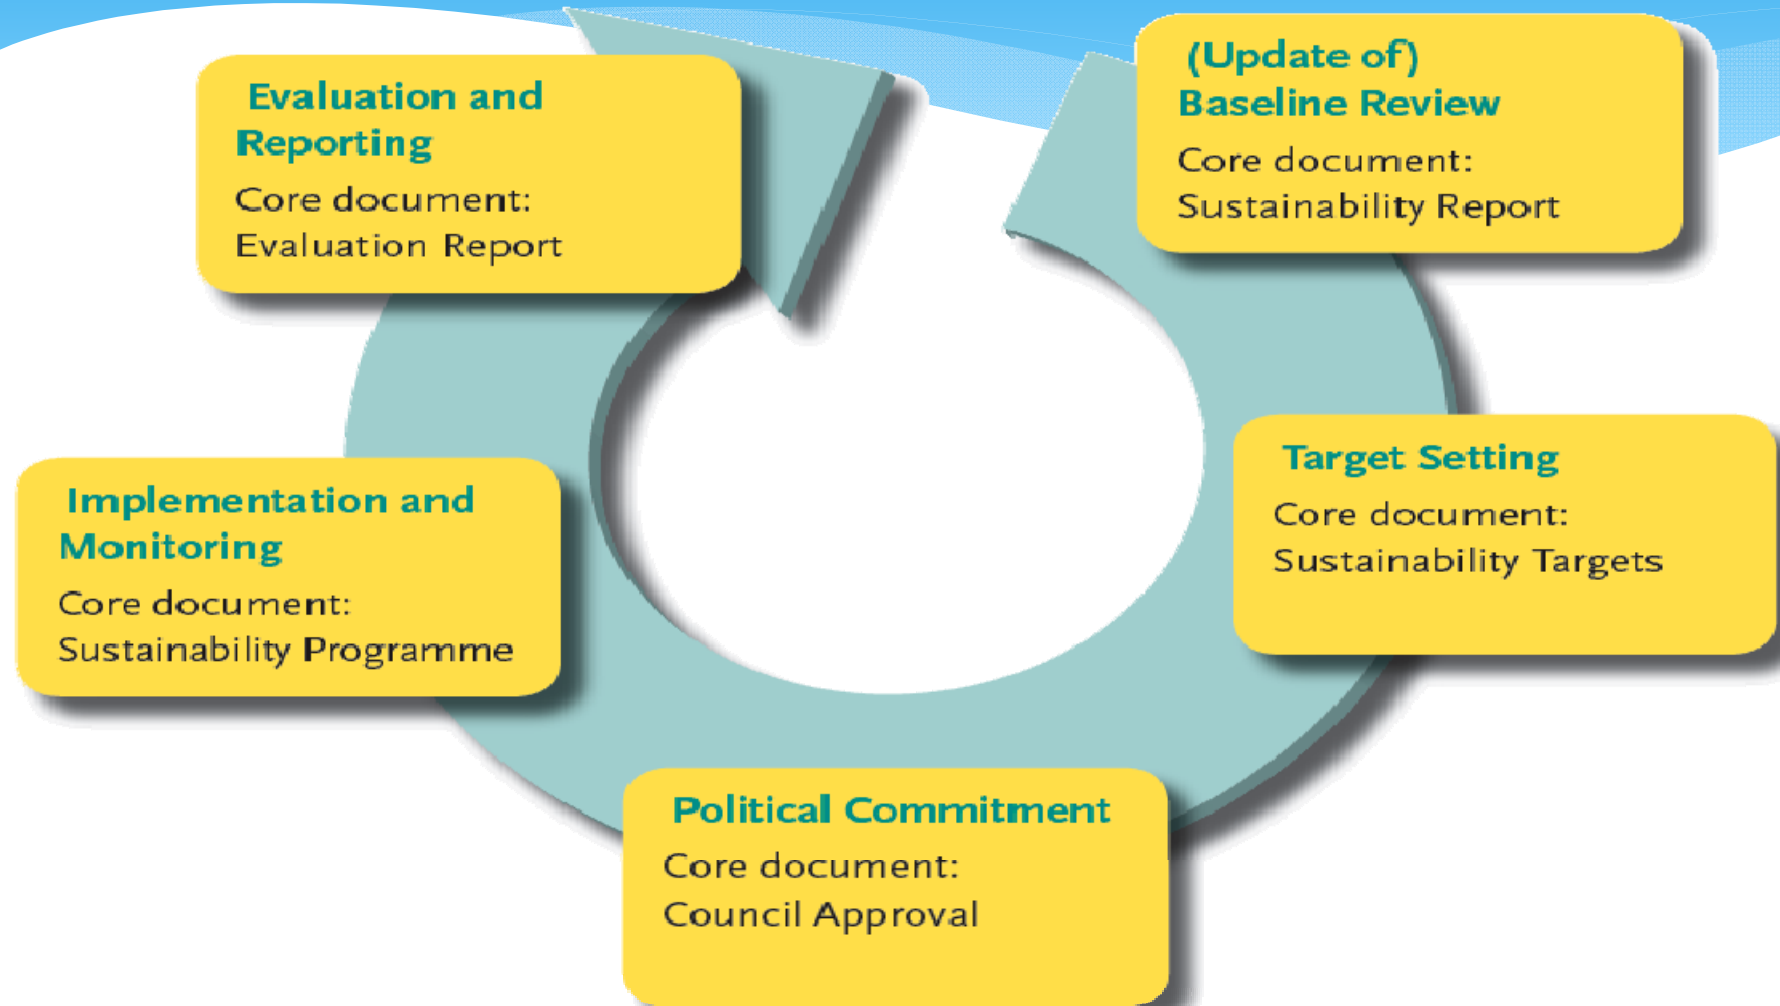 (Update of)
Baseline Review
Core document:
Sustainability Report
Target Setting
Core document:
Sustainability Targets
Political Commitment
Core document:
Council Approval
Implementation and
Monitoring
Core document:
Sustainability Programme
Evaluation and
Reporting
Core document:
Evaluation Report